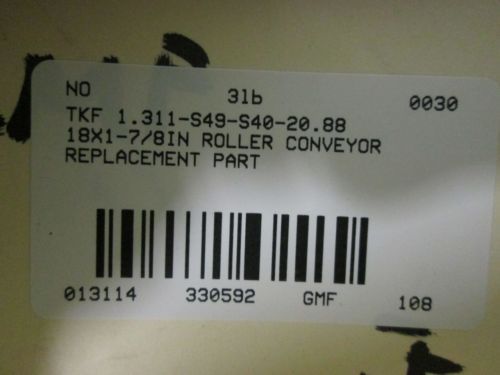 NO 3lb 0030
TKF 1.311-S49-S40-20.88
18X1-7/8IN ROLLER CONVEYOR
REPLACEMENT PART
013114 330592 GMF 108